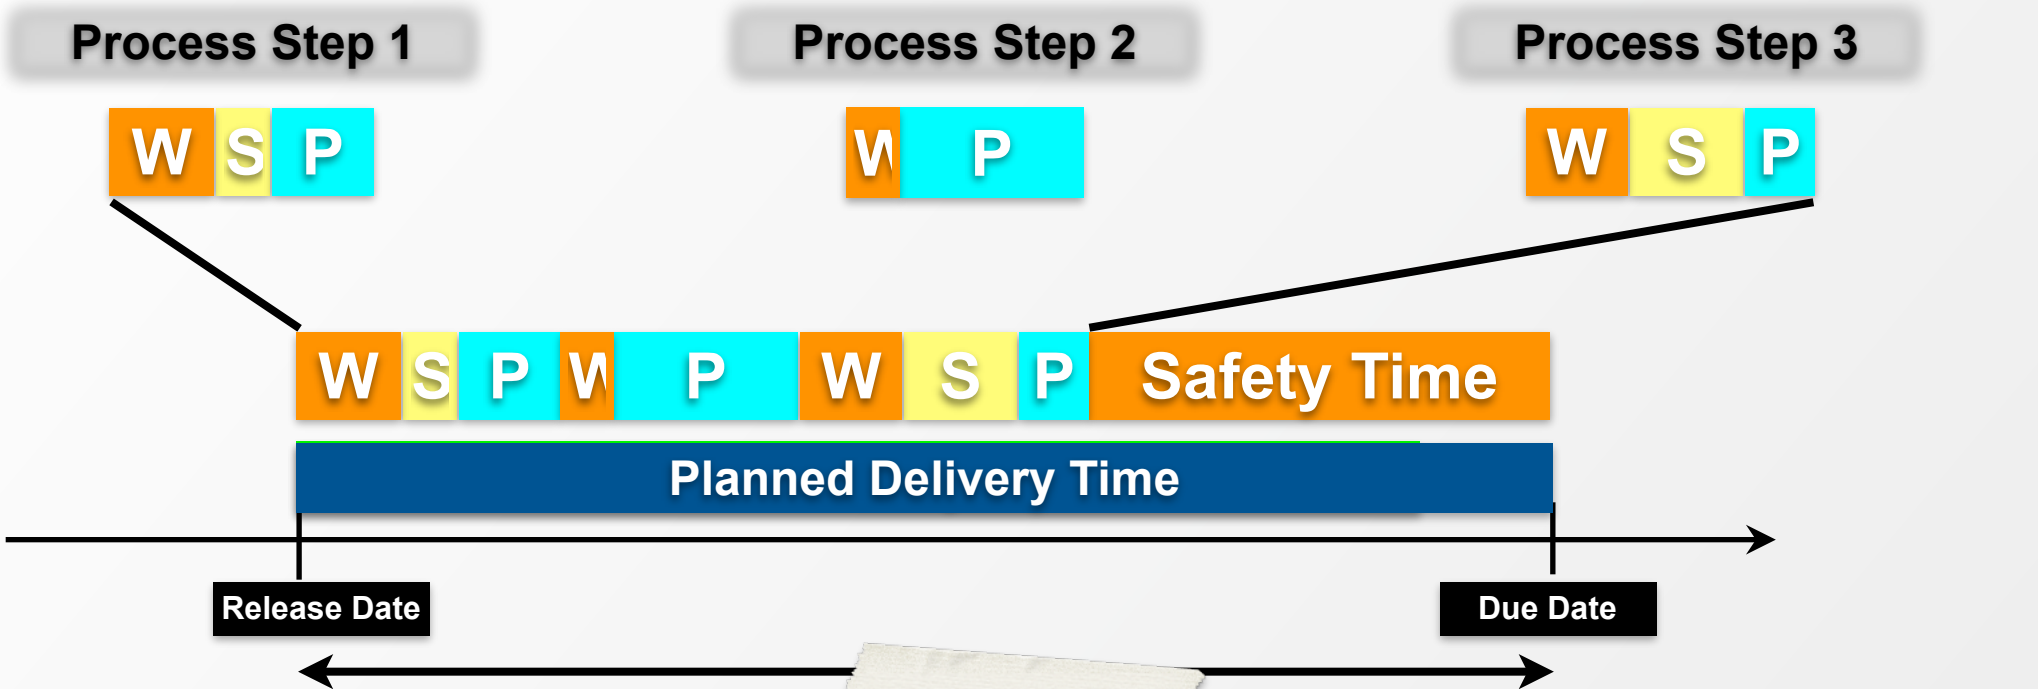 Process Step 1 Process Step 2 Process Step 3
W S P W P W S P
W S P W P W S P Safety Time
Planned Delivery Time
Release Date Due Date